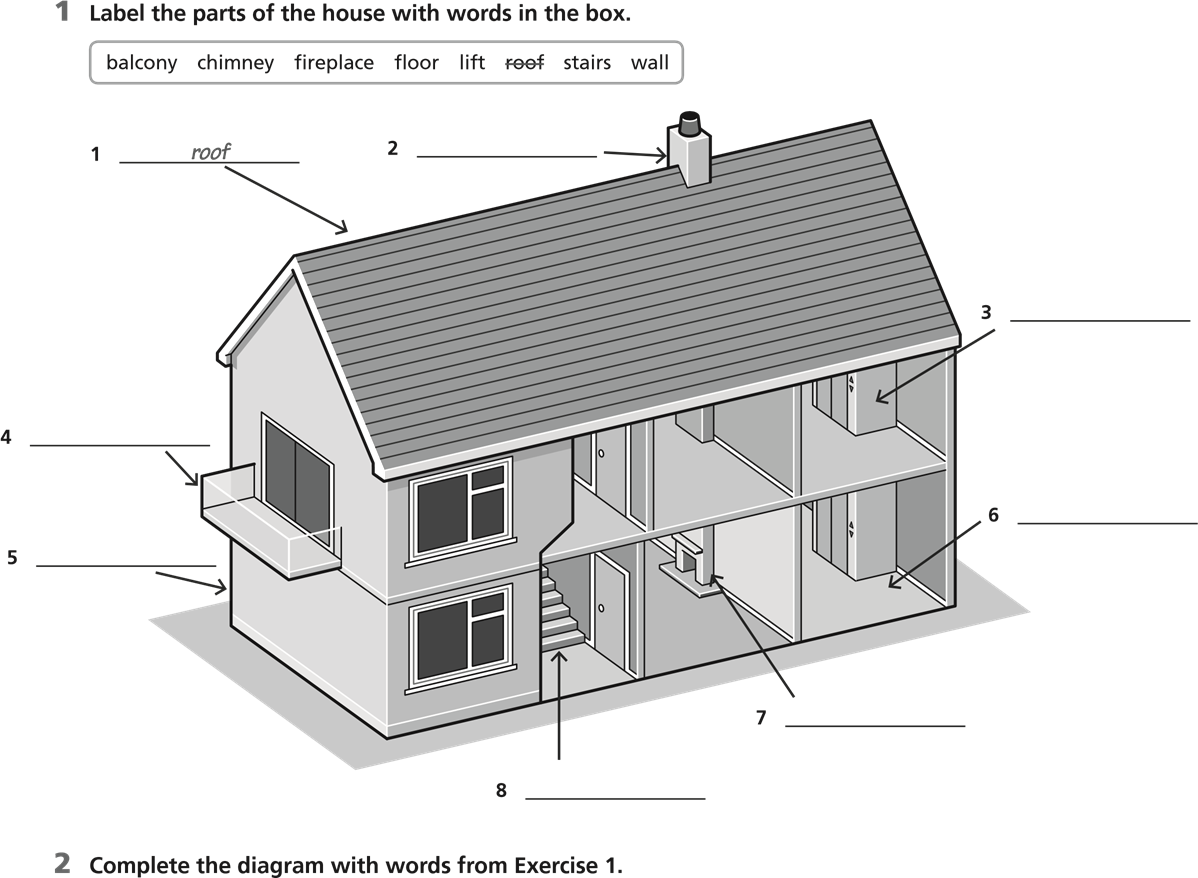 1 Label the parts of the house with words in the box.
balcony chimney fireplace floor lift roof stairs wall
1 roof
2
3
4
5
6
7
8
2 Complete the diagram with words from Exercise 1.